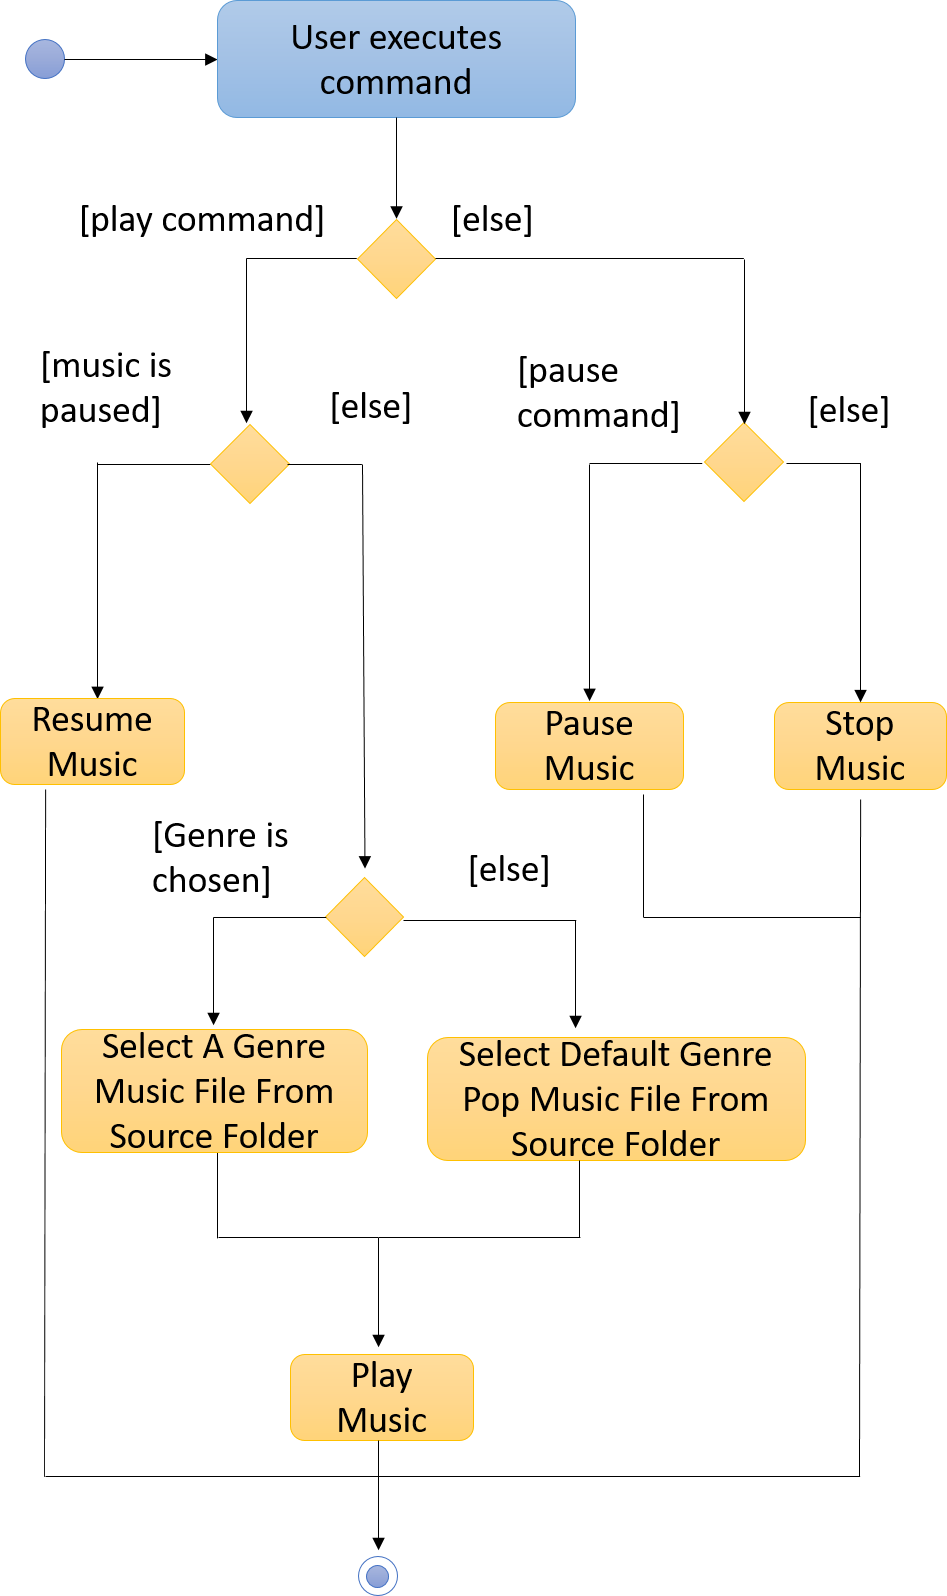 User executes
command
[play command]
[else]
[music is
paused]
[else]
[pause
command]
[else]
Resume
Music
Pause
Music
Stop
Music
[Genre is
chosen]
[else]
Select A Genre
Music File From
Source Folder
Select Default Genre
Pop Music File From
Source Folder
Play
Music